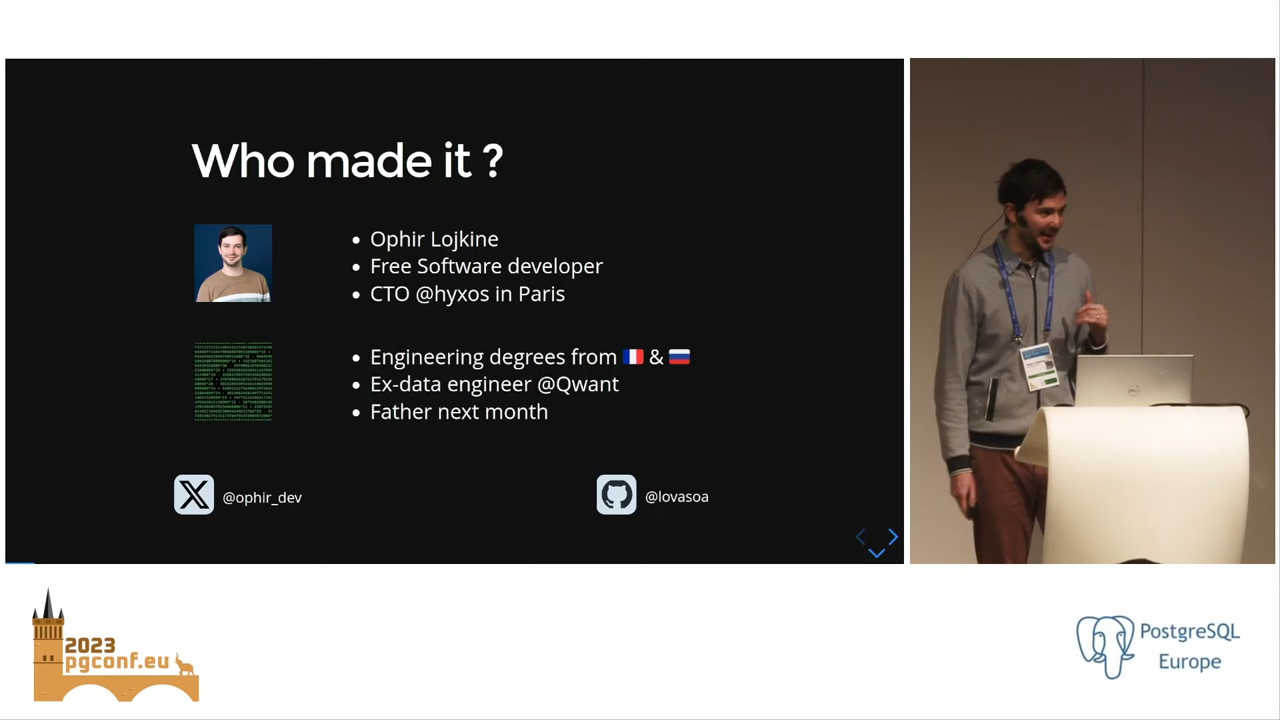 Who made it ?
Ophir Lojkine
Free Software developer
CTO @hyxos in Paris
Engineering degrees from 🇫🇷 & 🇷🇺
Ex-data engineer @Qwant
Father next month
@ophir_dev
@lovasoa
2023
pgconf.eu
PostgreSQL
Europe